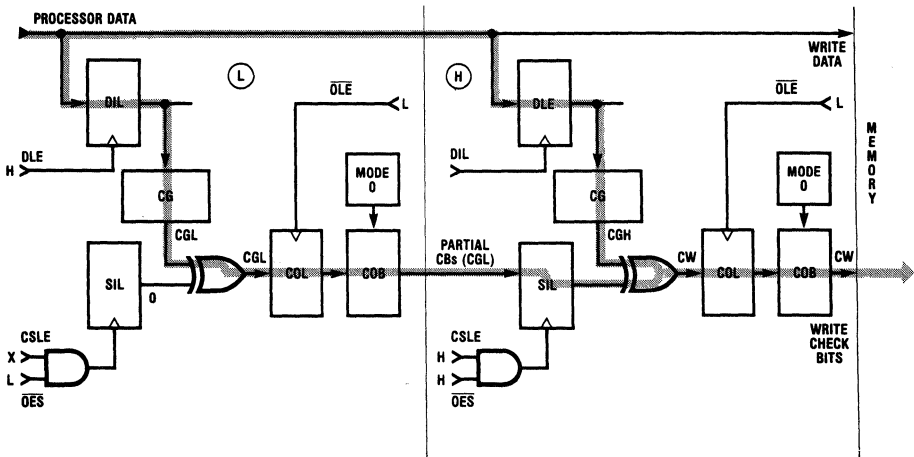 PROCESSOR DATA
WRITE
DATA
L
H
DIL
DLE
OLE
L
OLE
L
DLE
H
DIL
MODE
0
MODE
0
MEMORY
CG
CG
CGL
CGH
SIL
0
CGL
COL
COB
PARTIAL
CBs (CGL)
SIL
CW
COL
COB
CW
CSLE
X
L
OES
CSLE
H
H
OES
WRITE
CHECK
BITS